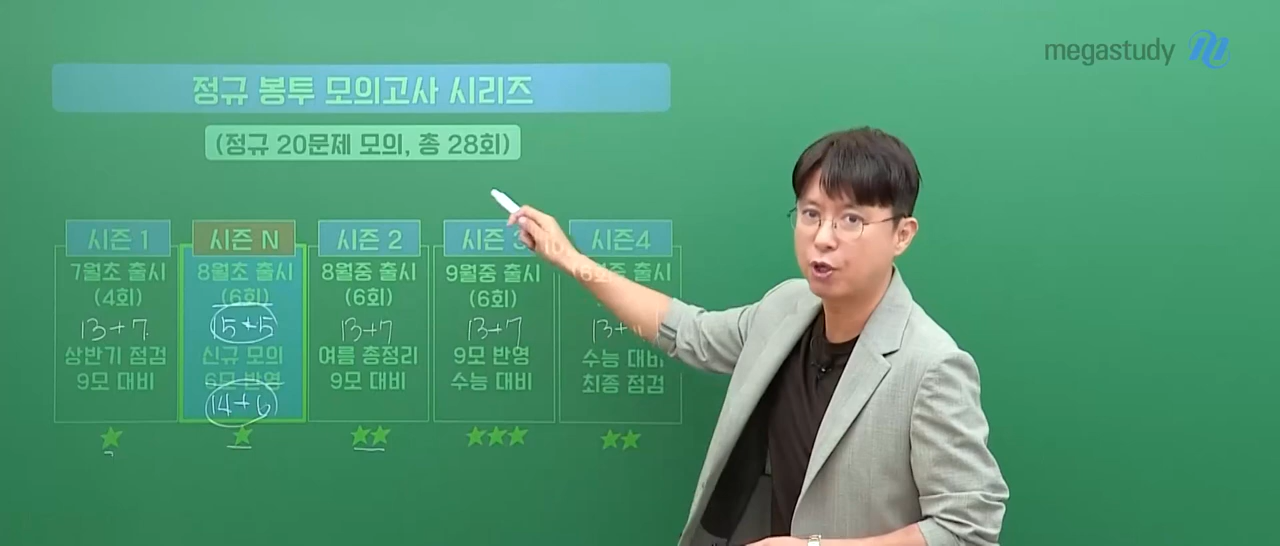 megastudy
정규 봉투 모의고사 시리즈
(정규 20문제 모의, 총 28회)
시즌 1
7월초 출시
(4회)
13+7
상반기 점검
9모 대비
시즌 N
8월초 출시
(6회)
15+5
신규 모의
6모 반영
14+6
시즌 2
8월중 출시
(6회)
13+7
여름 총정리
9모 대비
시즌 3
9월중 출시
(6회)
13+7
9모 반영
수능 대비
시즌4
출시
13+
수능 대비
최종 점검